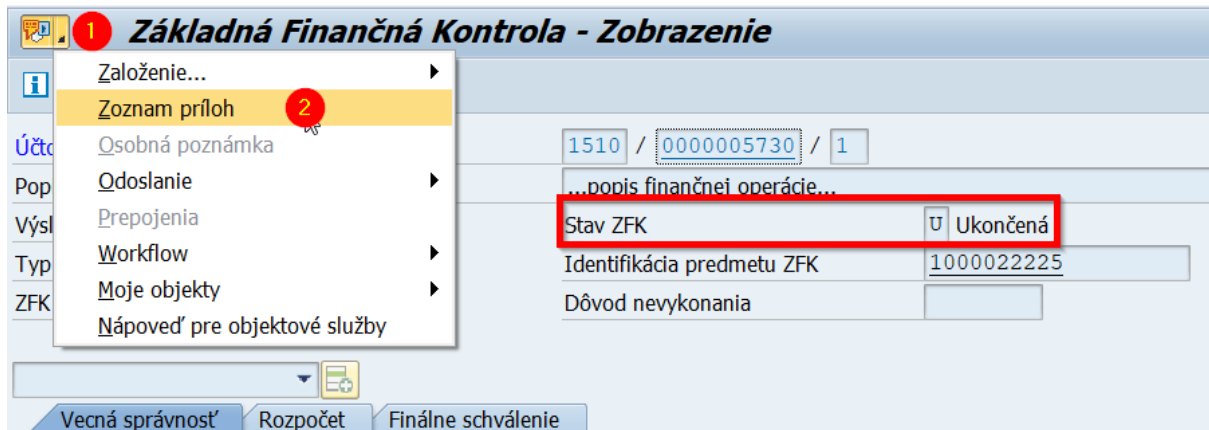 1 Základná Finančná Kontrola - Zobrazenie
Založenie...
Zoznam príloh 2
Osobná poznámka
Odoslanie
Prepojenia
Workflow
Moje objekty
Nápoveď pre objektové služby
Účto
Pop
Výsl
Typ
ZFK
1510 / 0000005730 / 1
...popis finančnej operácie...
Stav ZFK U Ukončená
Identifikácia predmetu ZFK 1000022225
Dôvod nevykonania
Vecná správnosť Rozpočet Finálne schválenie